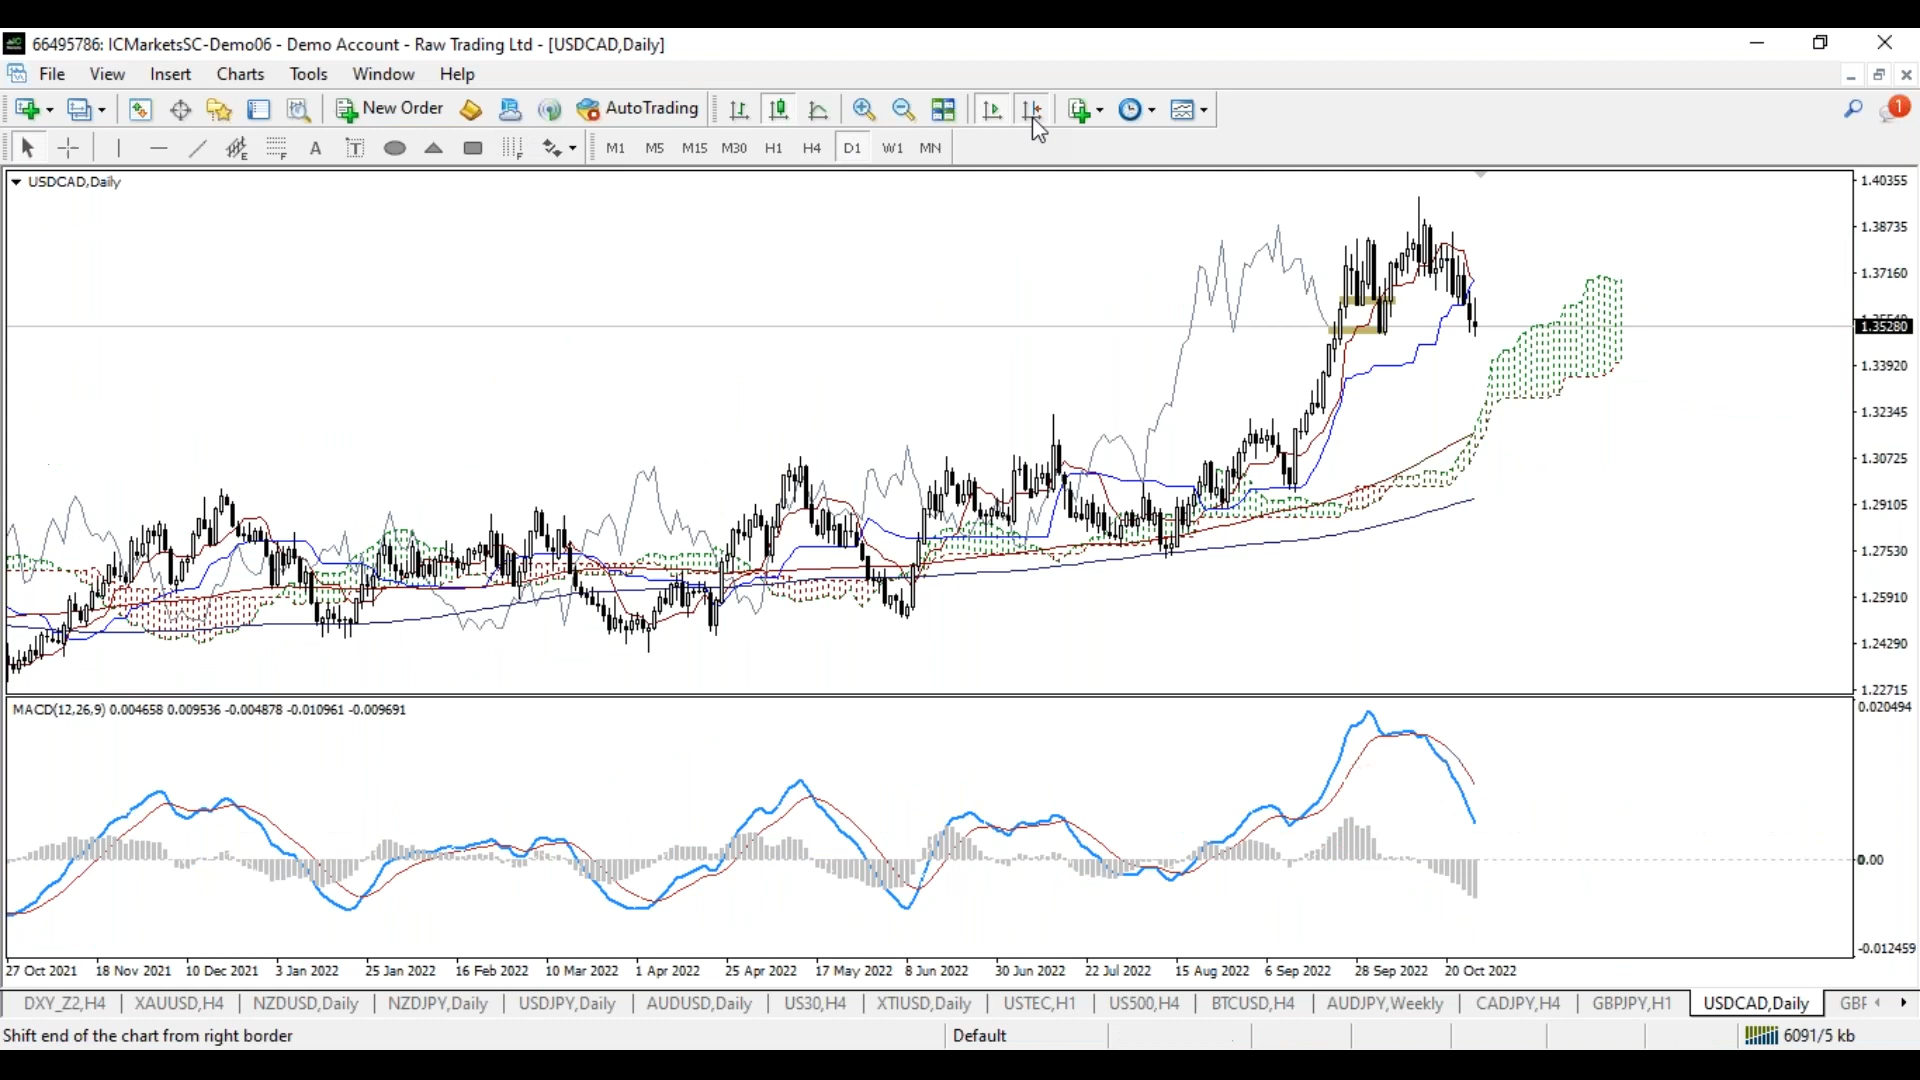 66495786: ICMarketsSC-Demo06 - Demo Account - Raw Trading Ltd - [USDCAD,Daily]
File View Insert Charts Tools Window Help
New Order AutoTrading 1
A M1 M5 M15 M30 H1 H4 D1 W1 MN
USDCAD,Daily
1.40355
1.38735
1.37160
1.35280
1.33920
1.32345
1.30725
1.29105
1.27530
1.25910
1.24290
1.22715
MACD(12,26,9) 0.004658 0.009536 -0.004878 -0.010961 -0.009691
0.020494
0.00
-0.012459
27 Oct 2021 18 Nov 2021 10 Dec 2021 3 Jan 2022 25 Jan 2022 16 Feb 2022 10 Mar 2022 1 Apr 2022 25 Apr 2022 17 May 2022 8 Jun 2022 30 Jun 2022 22 Jul 2022 15 Aug 2022 6 Sep 2022 28 Sep 2022 20 Oct 2022
DXY_Z2,H4 XAUUSD,H4 NZDUSD,Daily NZDJPY,Daily USDJPY,Daily AUDUSD,Daily US30,H4 XTIUSD,Daily USTEC,H1 US500,H4 BTCUSD,H4 AUDJPY,Weekly CADJPY,H4 GBPJPY,H1 USDCAD,Daily
Shift end of the chart from right border Default 6091/5 kb